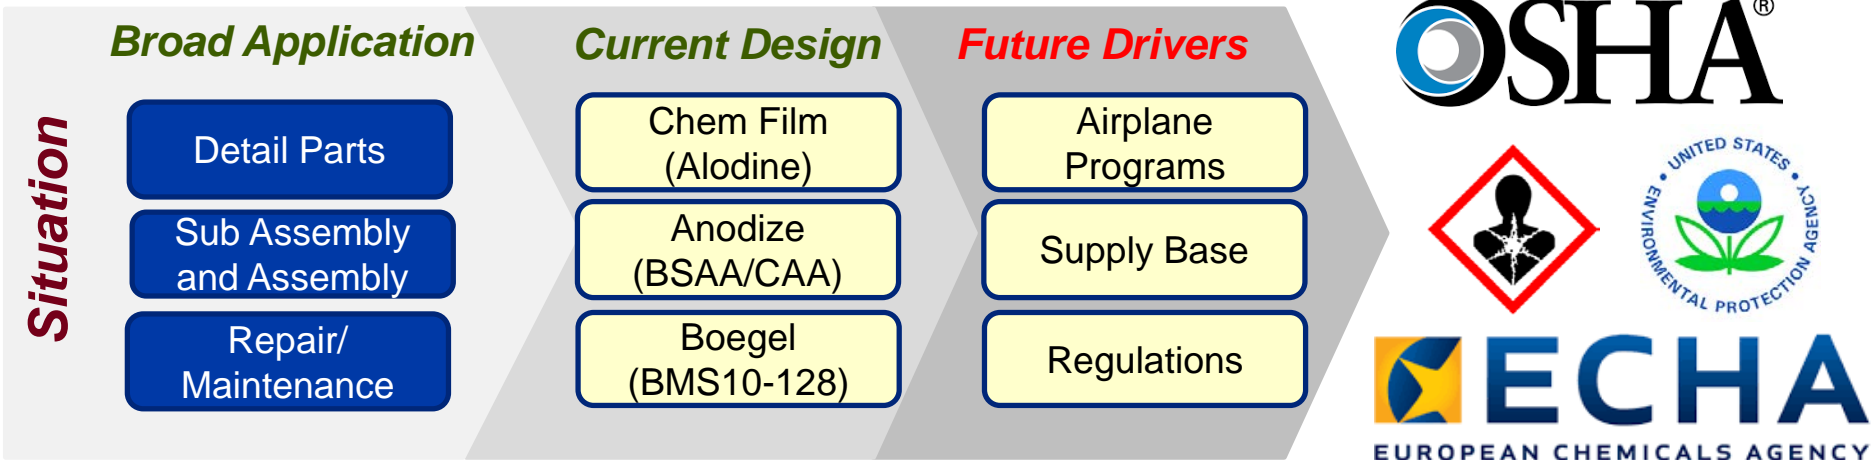 Situation
Broad Application
Detail Parts
Sub Assembly
and Assembly
Repair/
Maintenance
Current Design
Chem Film
(Alodine)
Anodize
(BSAA/CAA)
Boegel
(BMS10-128)
Future Drivers
Airplane
Programs
Supply Base
Regulations
OSHA®
UNITED STATES • ENVIRONMENTAL PROTECTION AGENCY •
ECHA
EUROPEAN CHEMICALS AGENCY